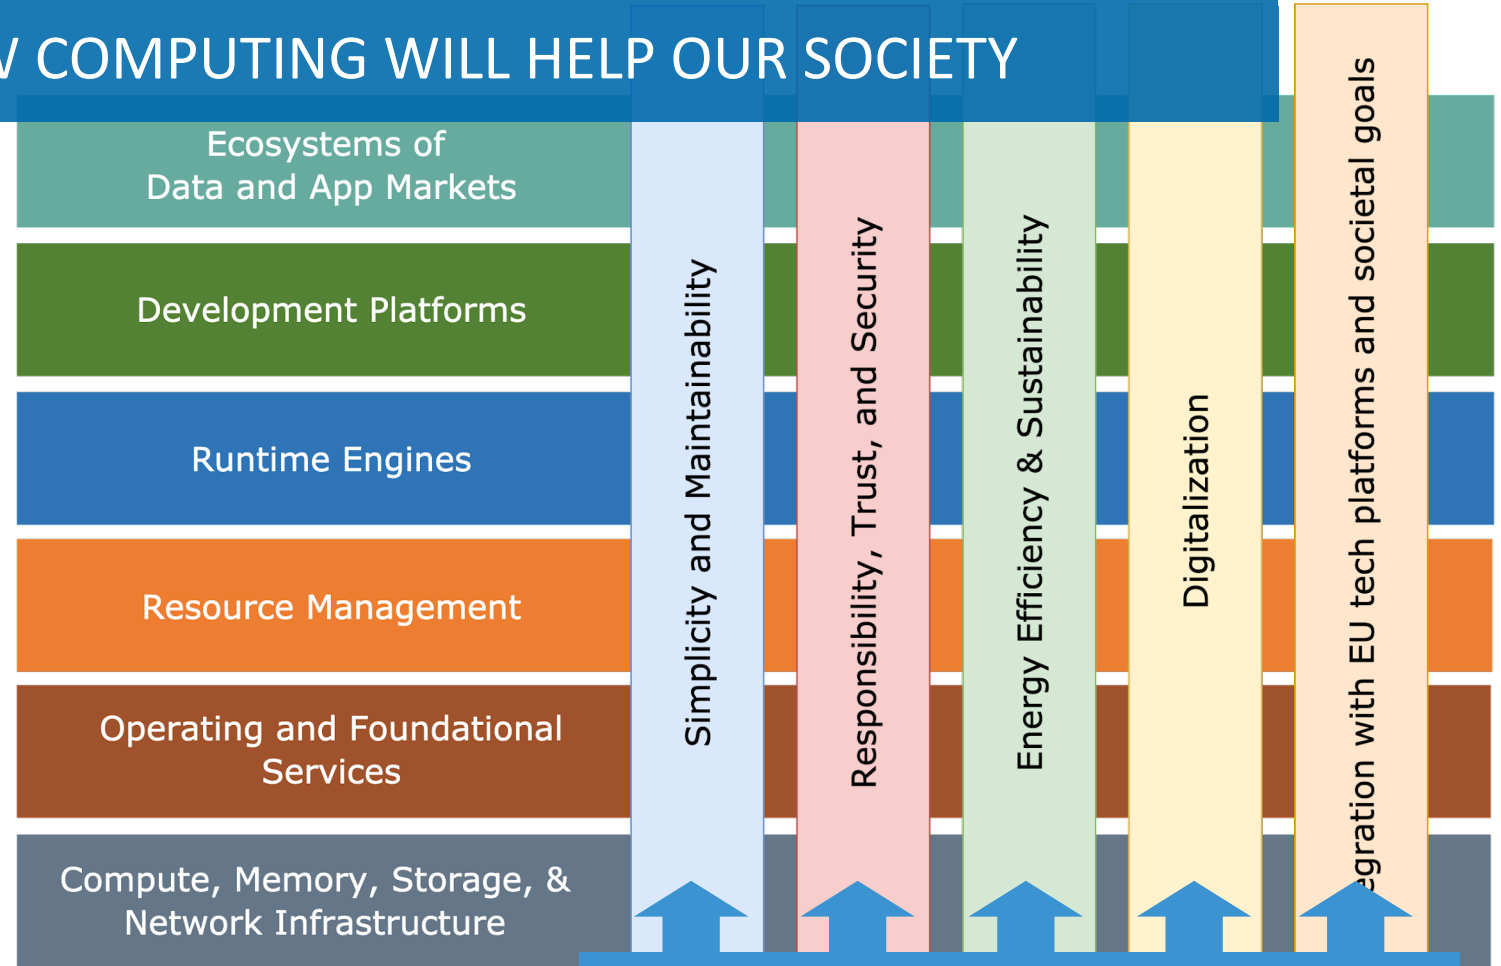 COMPUTING WILL HELP OUR SOCIETY
Ecosystems of
Data and App Markets
Development Platforms
Runtime Engines
Resource Management
Operating and Foundational
Services
Compute, Memory, Storage, &
Network Infrastructure
Simplicity and Maintainability
Responsibility, Trust, and Security
Energy Efficiency & Sustainability
Digitalization
egration with EU tech platforms and societal goals